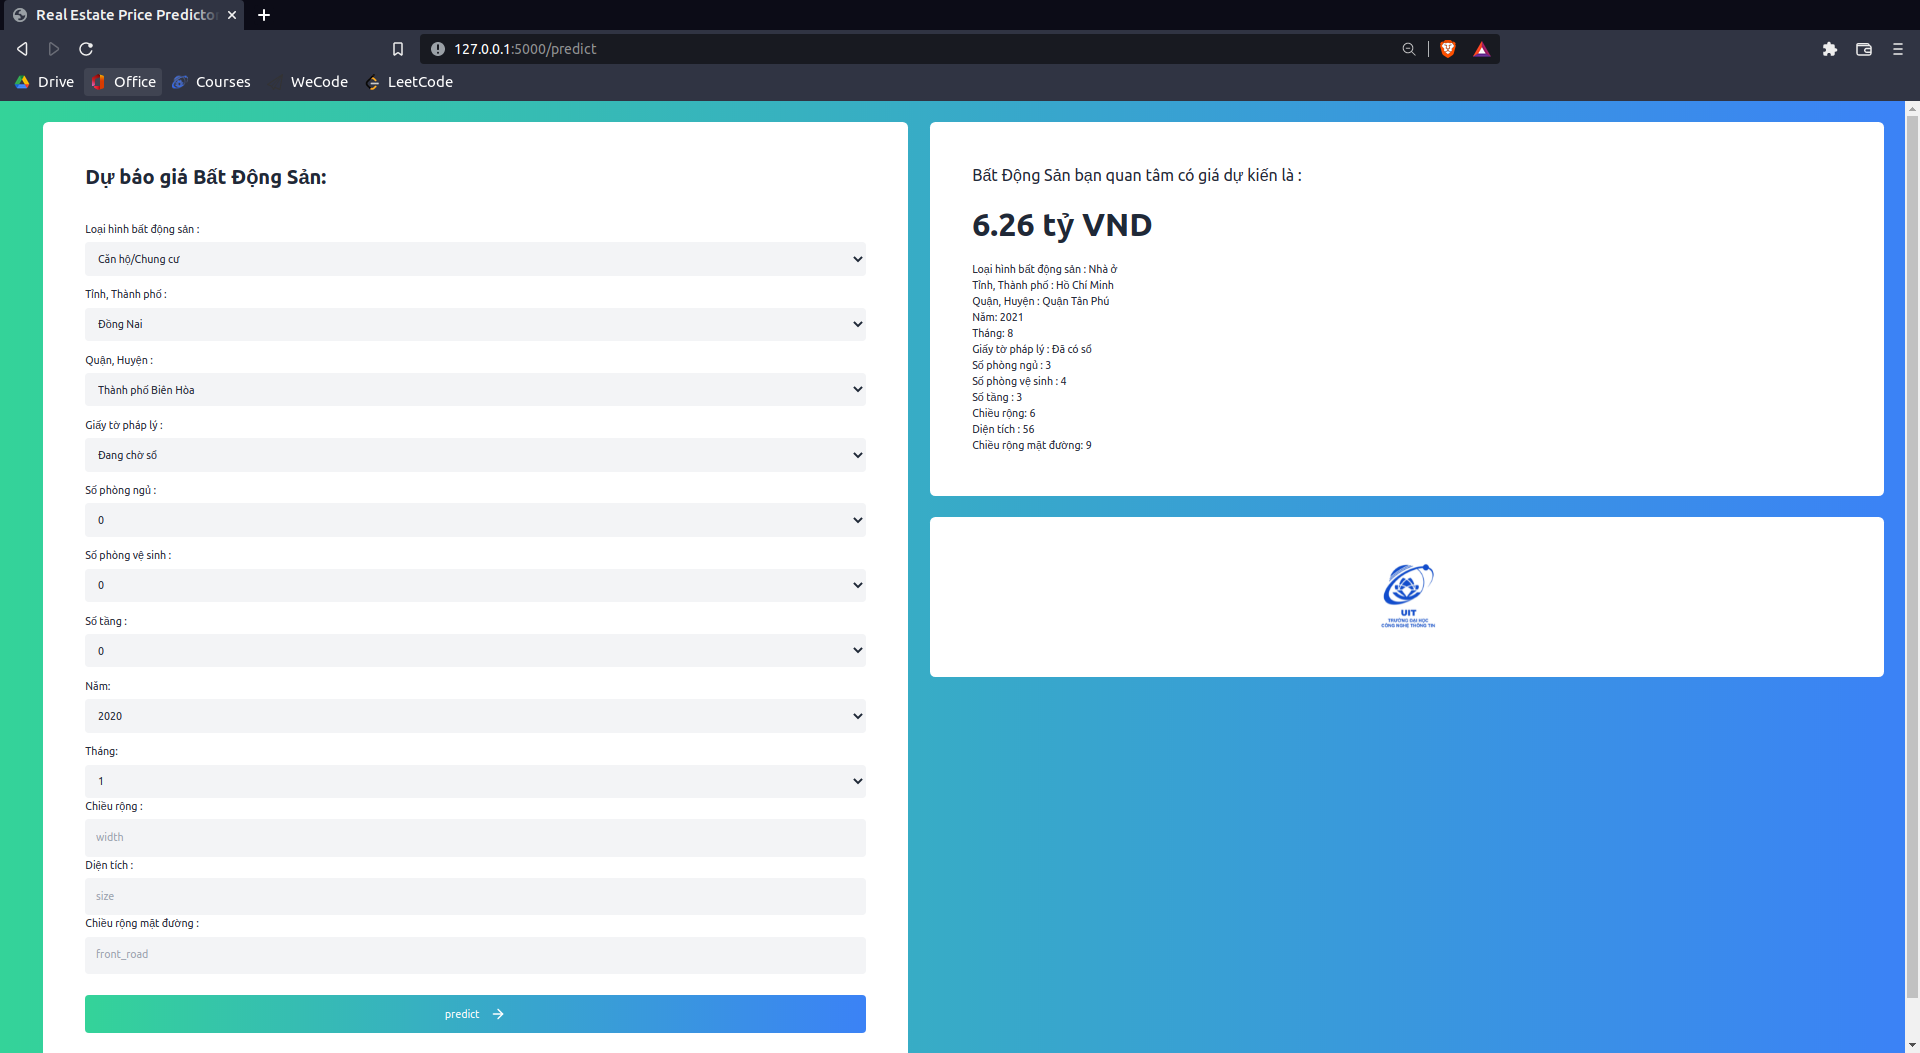 Real Estate Price Predicto
127.0.0.1:5000/predict
Drive
Office
Courses
WeCode
LeetCode
Dự báo giá Bất Động Sản:
Loại hình bất động sản :
Căn hộ/Chung cư
Tỉnh, Thành phố :
Đồng Nai
Quận, Huyện :
Thành phố Biên Hòa
Giấy tờ pháp lý :
Đang chờ sổ
Số phòng ngủ :
0
Số phòng vệ sinh :
0
Số tầng :
0
Năm:
2020
Tháng:
1
Chiều rộng :
width
Diện tích :
size
Chiều rộng mặt đường :
front_road
predict
Bất Động Sản bạn quan tâm có giá dự kiến là :
6.26 tỷ VND
Loại hình bất động sản : Nhà ở
Tỉnh, Thành phố : Hồ Chí Minh
Quận, Huyện : Quận Tân Phú
Năm: 2021
Tháng: 8
Giấy tờ pháp lý : Đã có sổ
Số phòng ngủ : 3
Số phòng vệ sinh : 4
Số tầng : 3
Chiều rộng: 6
Diện tích : 56
Chiều rộng mặt đường: 9
UIT
TRƯỜNG ĐẠI HỌC
CÔNG NGHỆ THÔNG TIN